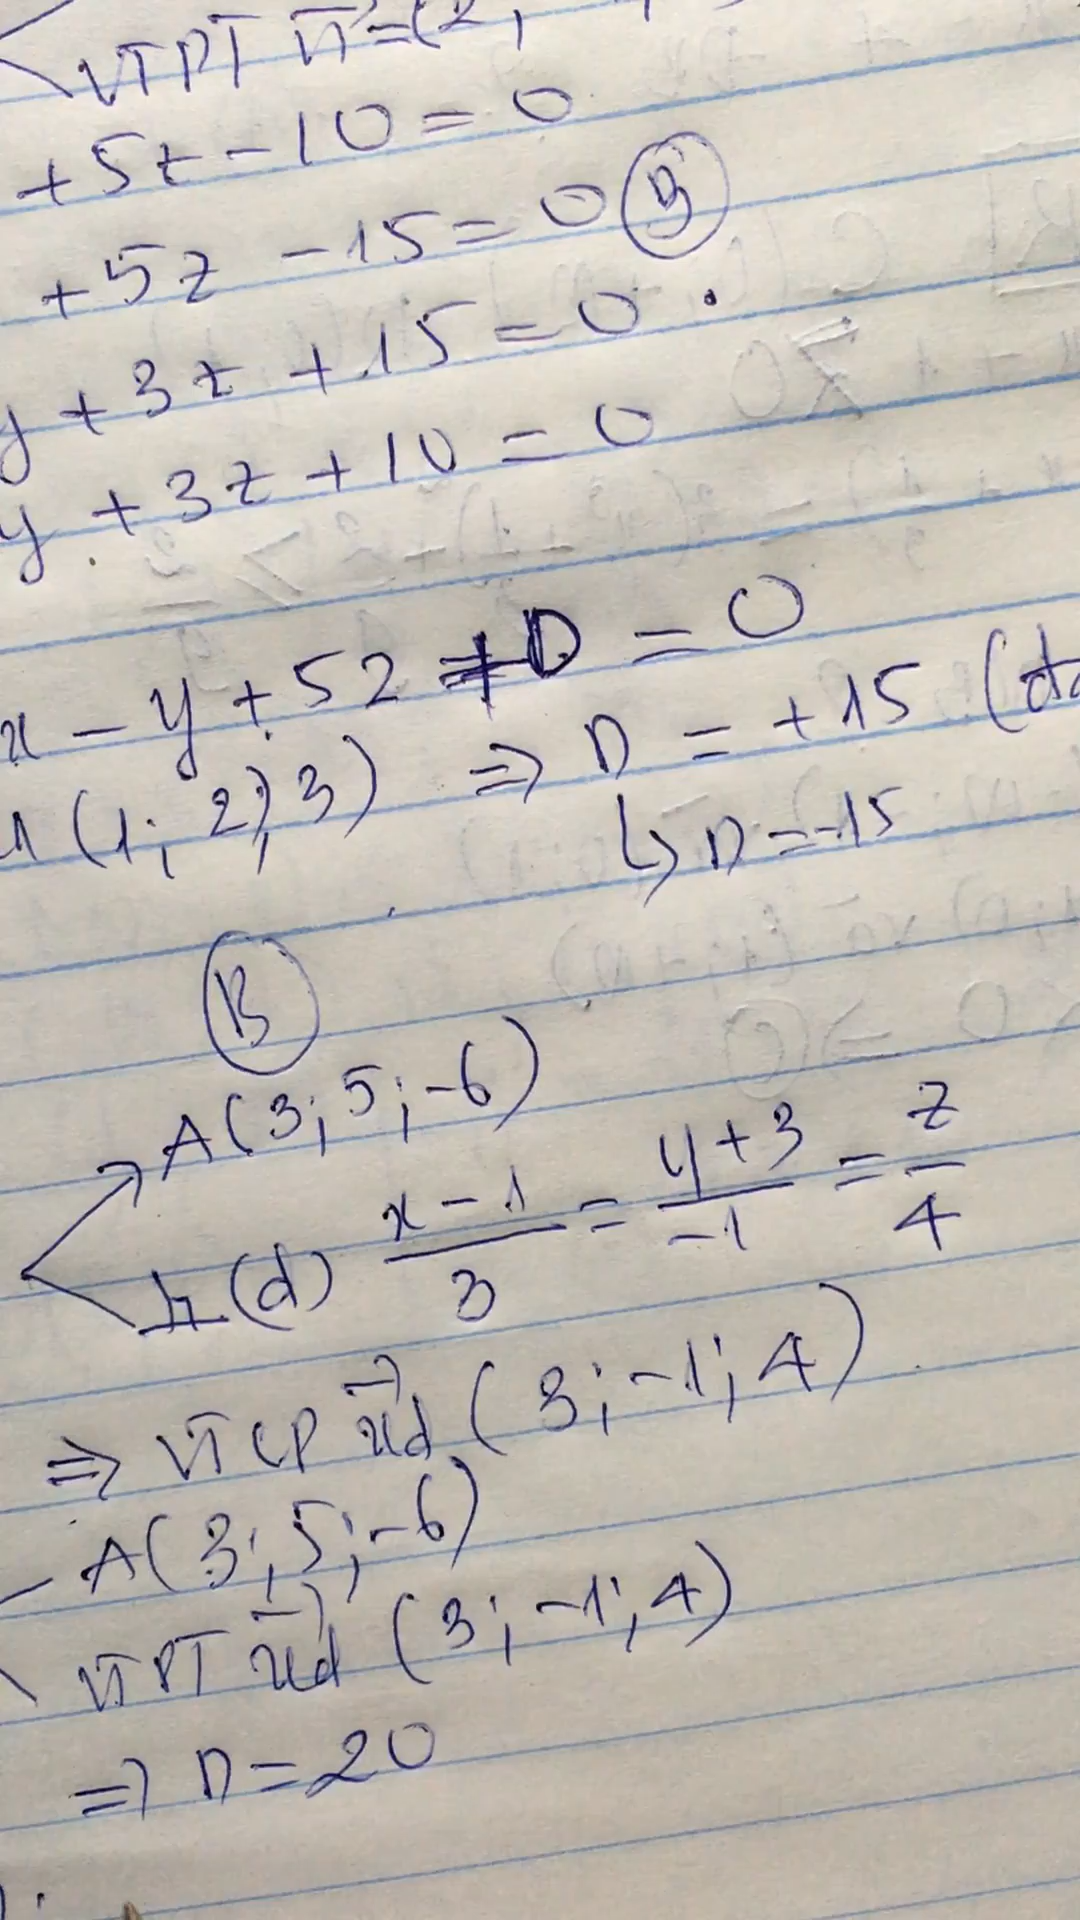 VTPT n⃗ = (2;
+ 5z - 10 = 0
+ 5z - 15 = 0 (B)
y + 3z + 15 = 0
y + 3z + 10 = 0
x - y + 5z + D = 0
(1; 2; 3) => D = +15 (
↳ D = -15
(B)
A(3; 5; -6)
⊥ (d) (x - 1)/3 = (y + 3)/-1 = z/4
=> VTCP u⃗d (3; -1; 4)
A(3; 5; -6)
VTPT u⃗d (3; -1; 4)
=> D = 20